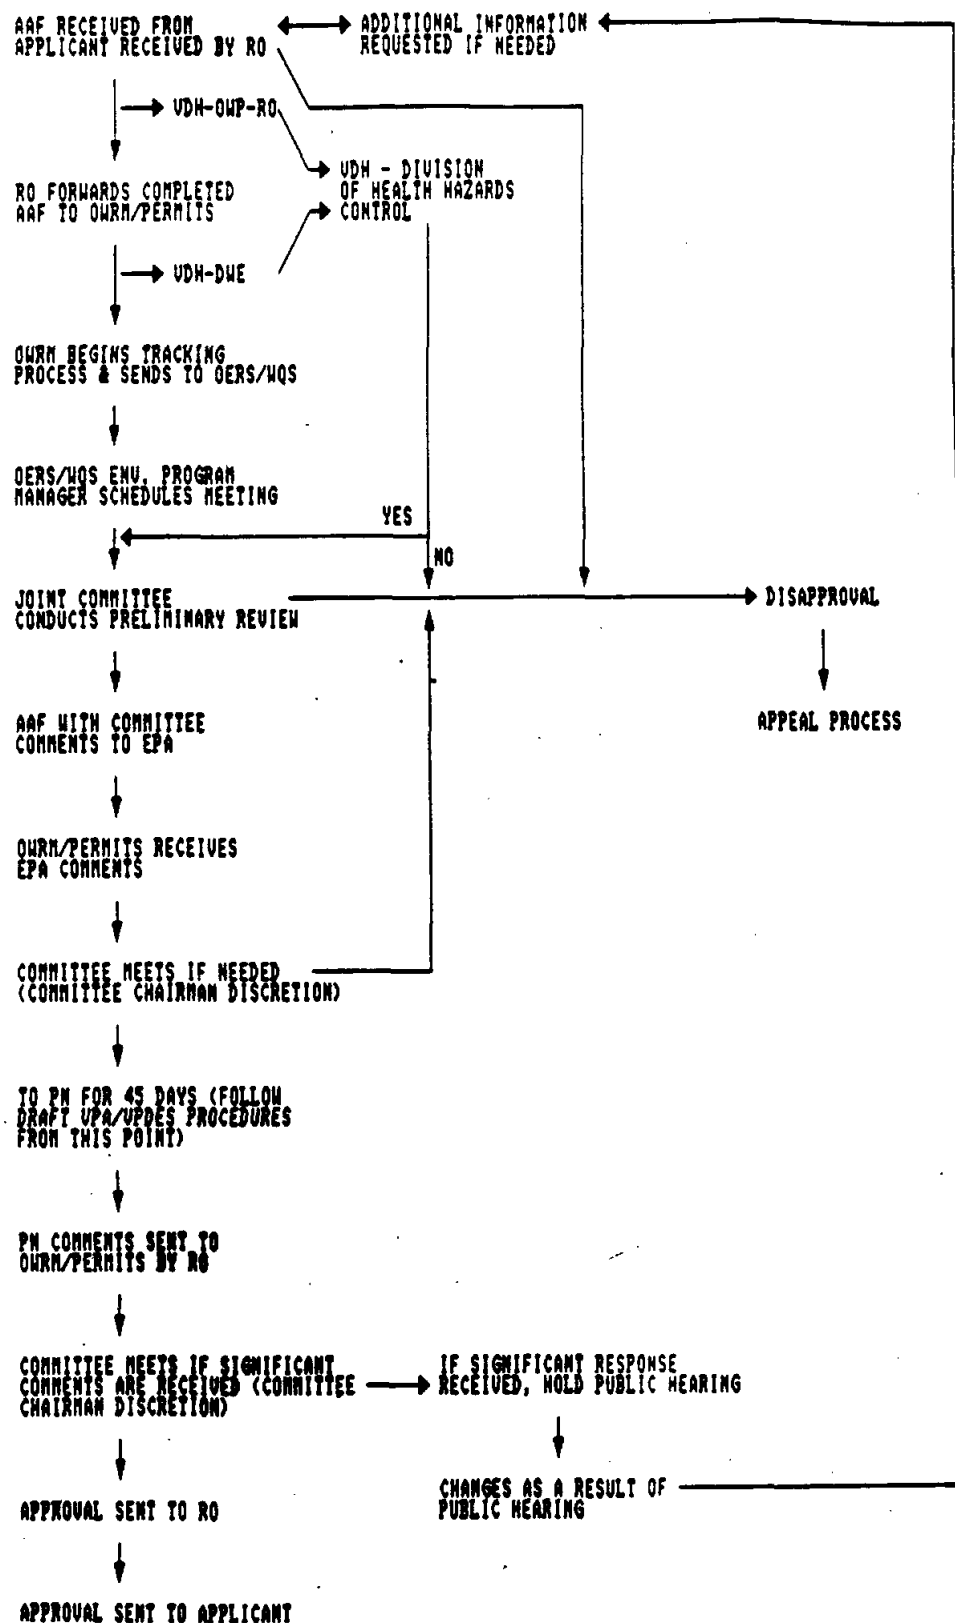 AAF RECEIVED FROM
APPLICANT RECEIVED BY RO
ADDITIONAL INFORMATION
REQUESTED IF NEEDED
VDH-OWP-RO
VDH - DIVISION
OF HEALTH HAZARDS
CONTROL
RO FORWARDS COMPLETED
AAF TO OWRM/PERMITS
VDH-DWE
OWRM BEGINS TRACKING
PROCESS & SENDS TO OERS/WQS
OERS/WQS ENV. PROGRAM
MANAGER SCHEDULES MEETING
YES
NO
JOINT COMMITTEE
CONDUCTS PRELIMINARY REVIEW
DISAPPROVAL
AAF WITH COMMITTEE
COMMENTS TO EPA
APPEAL PROCESS
OWRM/PERMITS RECEIVES
EPA COMMENTS
COMMITTEE MEETS IF NEEDED
(COMMITTEE CHAIRMAN DISCRETION)
TO PN FOR 45 DAYS (FOLLOW
DRAFT VPA/VPDES PROCEDURES
FROM THIS POINT)
PN COMMENTS SENT TO
OWRM/PERMITS BY RO
COMMITTEE MEETS IF SIGNIFICANT
COMMENTS ARE RECEIVED (COMMITTEE
CHAIRMAN DISCRETION)
IF SIGNIFICANT RESPONSE
RECEIVED, HOLD PUBLIC HEARING
CHANGES AS A RESULT OF
PUBLIC HEARING
APPROVAL SENT TO RO
APPROVAL SENT TO APPLICANT